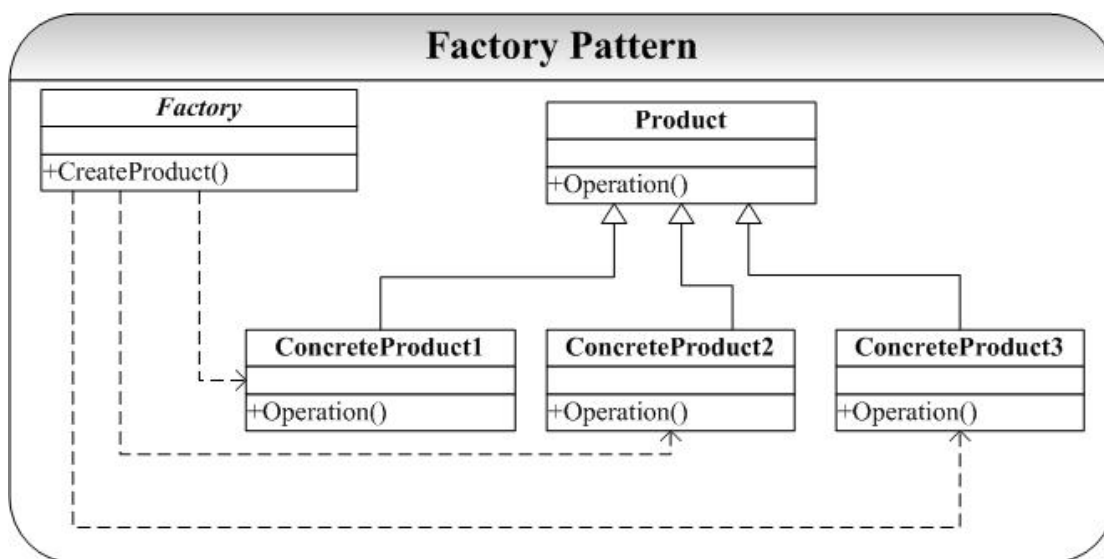 Factory Pattern
Factory
+CreateProduct()
Product
+Operation()
ConcreteProduct1
+Operation()
ConcreteProduct2
+Operation()
ConcreteProduct3
+Operation()